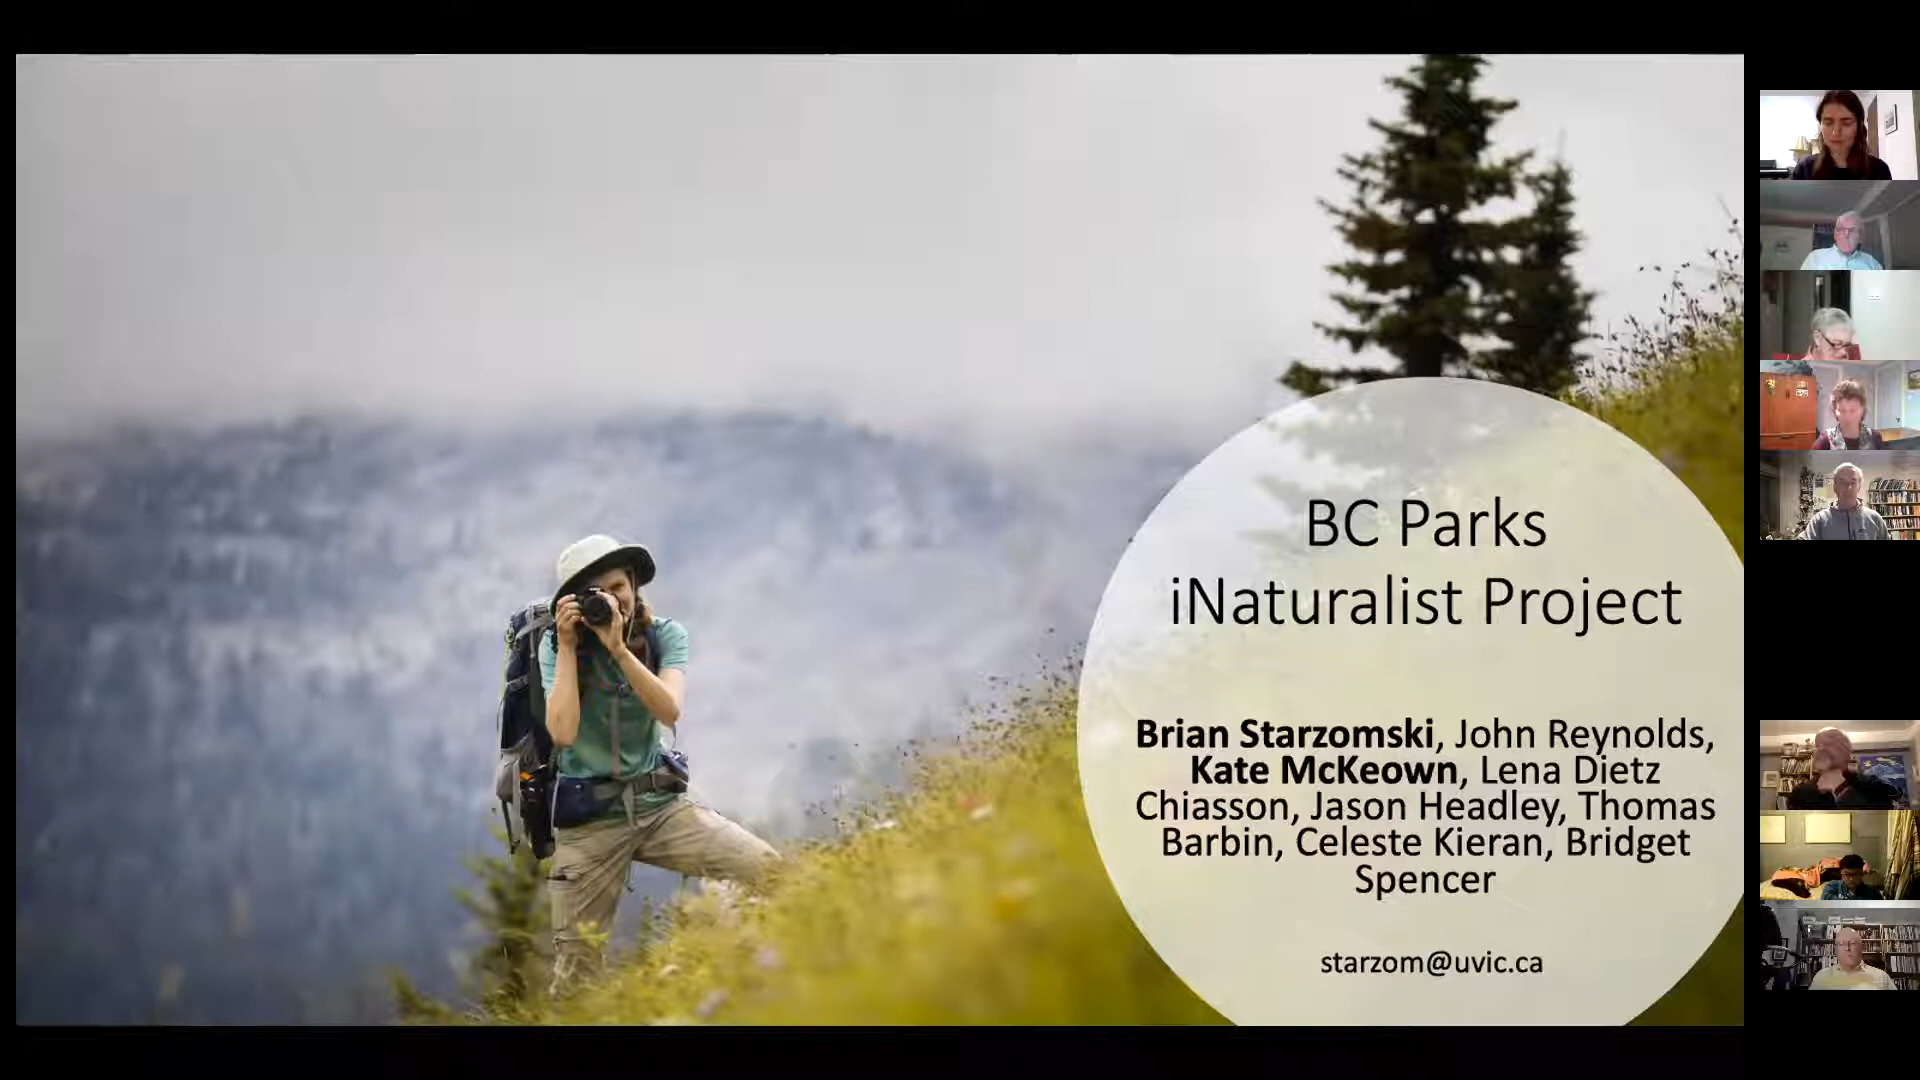 BC Parks
iNaturalist Project
Brian Starzomski, John Reynolds,
Kate McKeown, Lena Dietz
Chiasson, Jason Headley, Thomas
Barbin, Celeste Kieran, Bridget
Spencer
starzom@uvic.ca